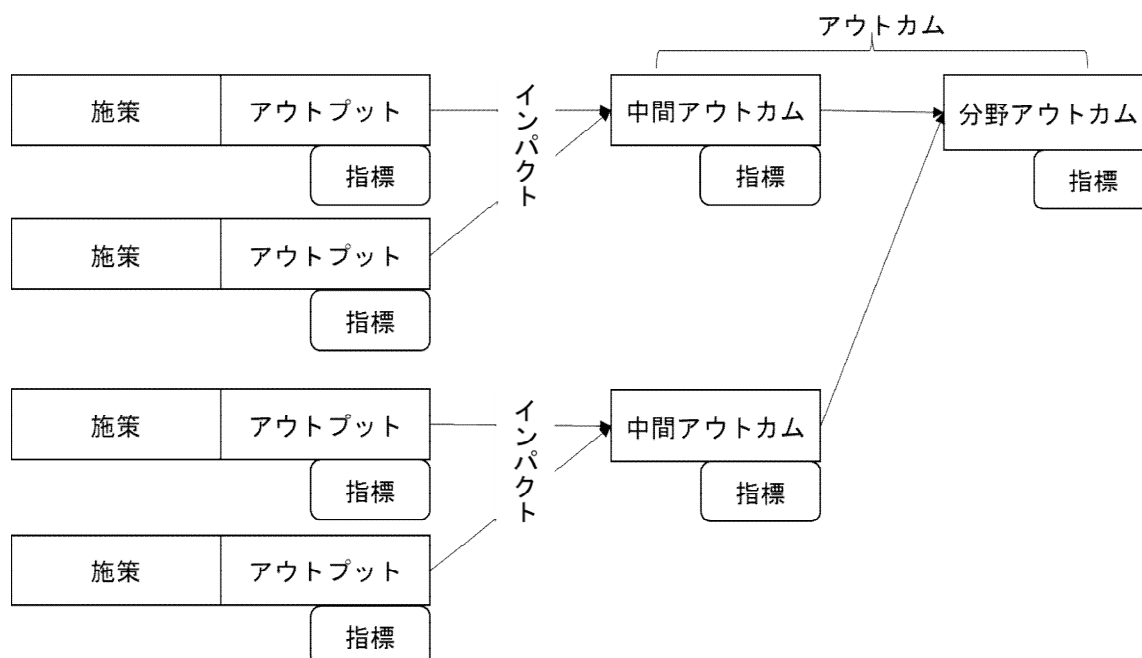 アウトカム
施策
アウトプット
インパクト
中間アウトカム
分野アウトカム
指標
指標
指標
施策
アウトプット
指標
施策
アウトプット
インパクト
中間アウトカム
指標
指標
施策
アウトプット
指標